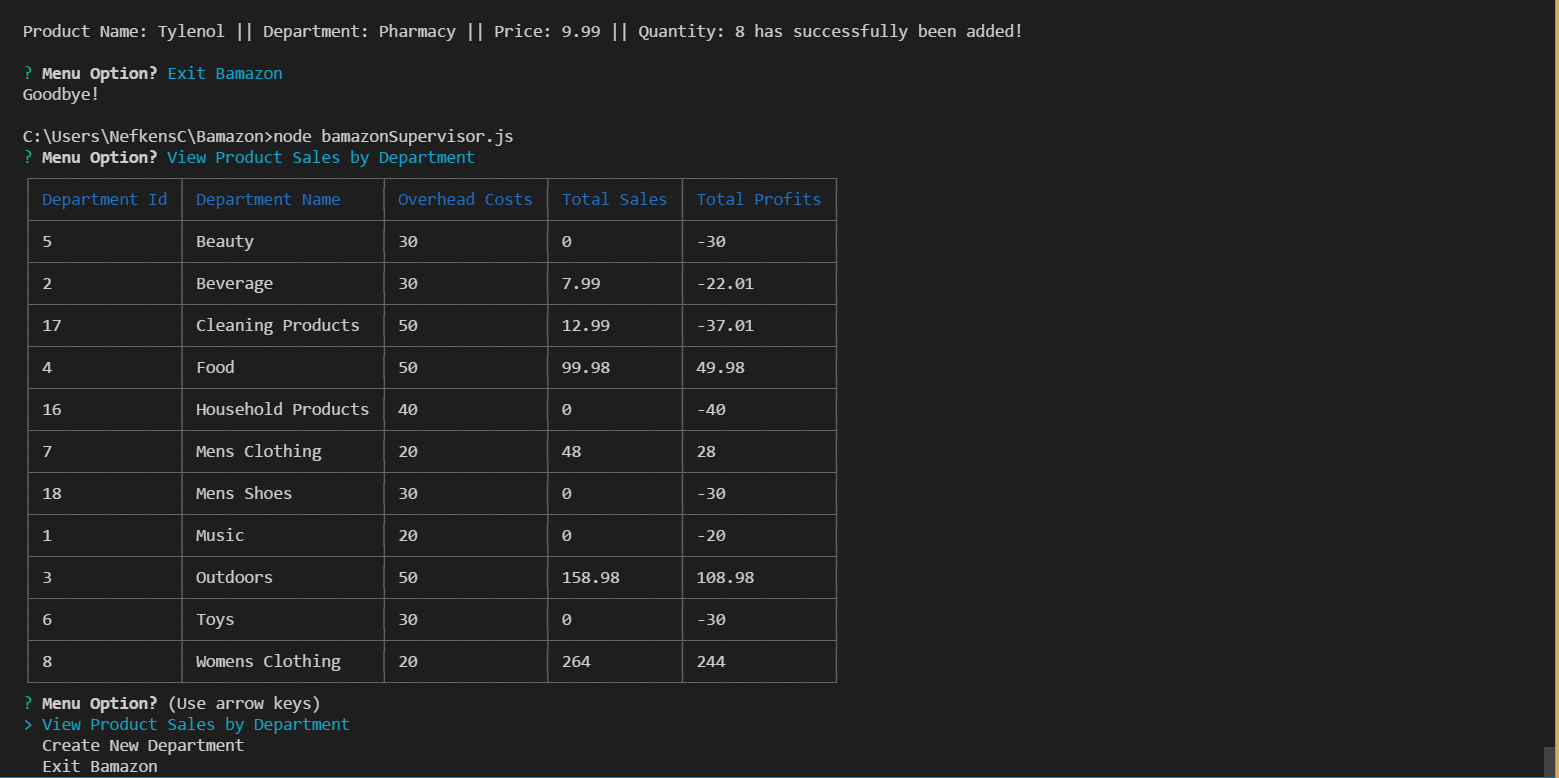 Product Name: Tylenol || Department: Pharmacy || Price: 9.99 || Quantity: 8 has successfully been added!
? Menu Option? Exit Bamazon
Goodbye!
C:\Users\NefkensC\Bamazon>node bamazonSupervisor.js
? Menu Option? View Product Sales by Department
Department Id Department Name Overhead Costs Total Sales Total Profits
5 Beauty 30 0 -30
2 Beverage 30 7.99 -22.01
17 Cleaning Products 50 12.99 -37.01
4 Food 50 99.98 49.98
16 Household Products 40 0 -40
7 Mens Clothing 20 48 28
18 Mens Shoes 30 0 -30
1 Music 20 0 -20
3 Outdoors 50 158.98 108.98
6 Toys 30 0 -30
8 Womens Clothing 20 264 244
? Menu Option? (Use arrow keys)
> View Product Sales by Department
Create New Department
Exit Bamazon